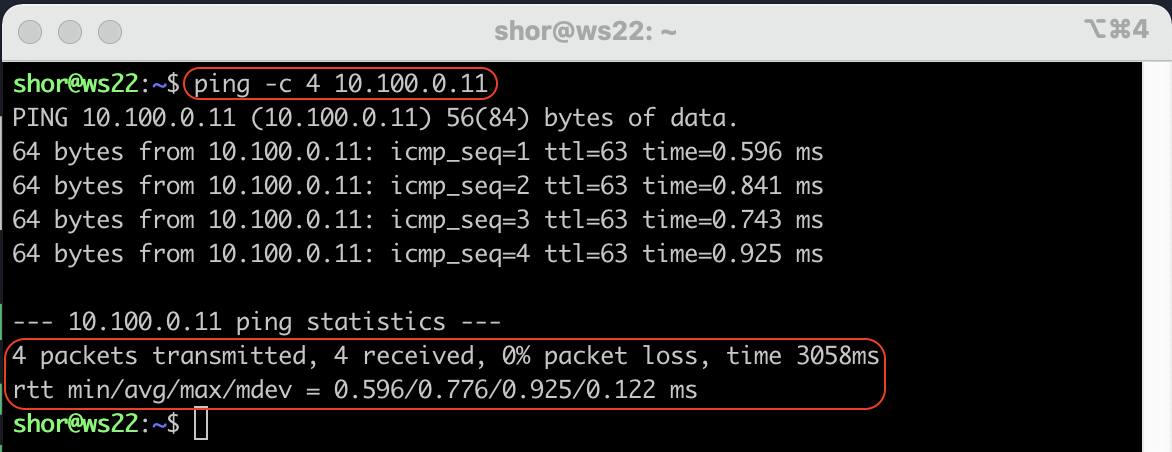 shor@ws22: ~
⌥⌘4
shor@ws22:~$ ping -c 4 10.100.0.11
PING 10.100.0.11 (10.100.0.11) 56(84) bytes of data.
64 bytes from 10.100.0.11: icmp_seq=1 ttl=63 time=0.596 ms
64 bytes from 10.100.0.11: icmp_seq=2 ttl=63 time=0.841 ms
64 bytes from 10.100.0.11: icmp_seq=3 ttl=63 time=0.743 ms
64 bytes from 10.100.0.11: icmp_seq=4 ttl=63 time=0.925 ms
--- 10.100.0.11 ping statistics ---
4 packets transmitted, 4 received, 0% packet loss, time 3058ms
rtt min/avg/max/mdev = 0.596/0.776/0.925/0.122 ms
shor@ws22:~$